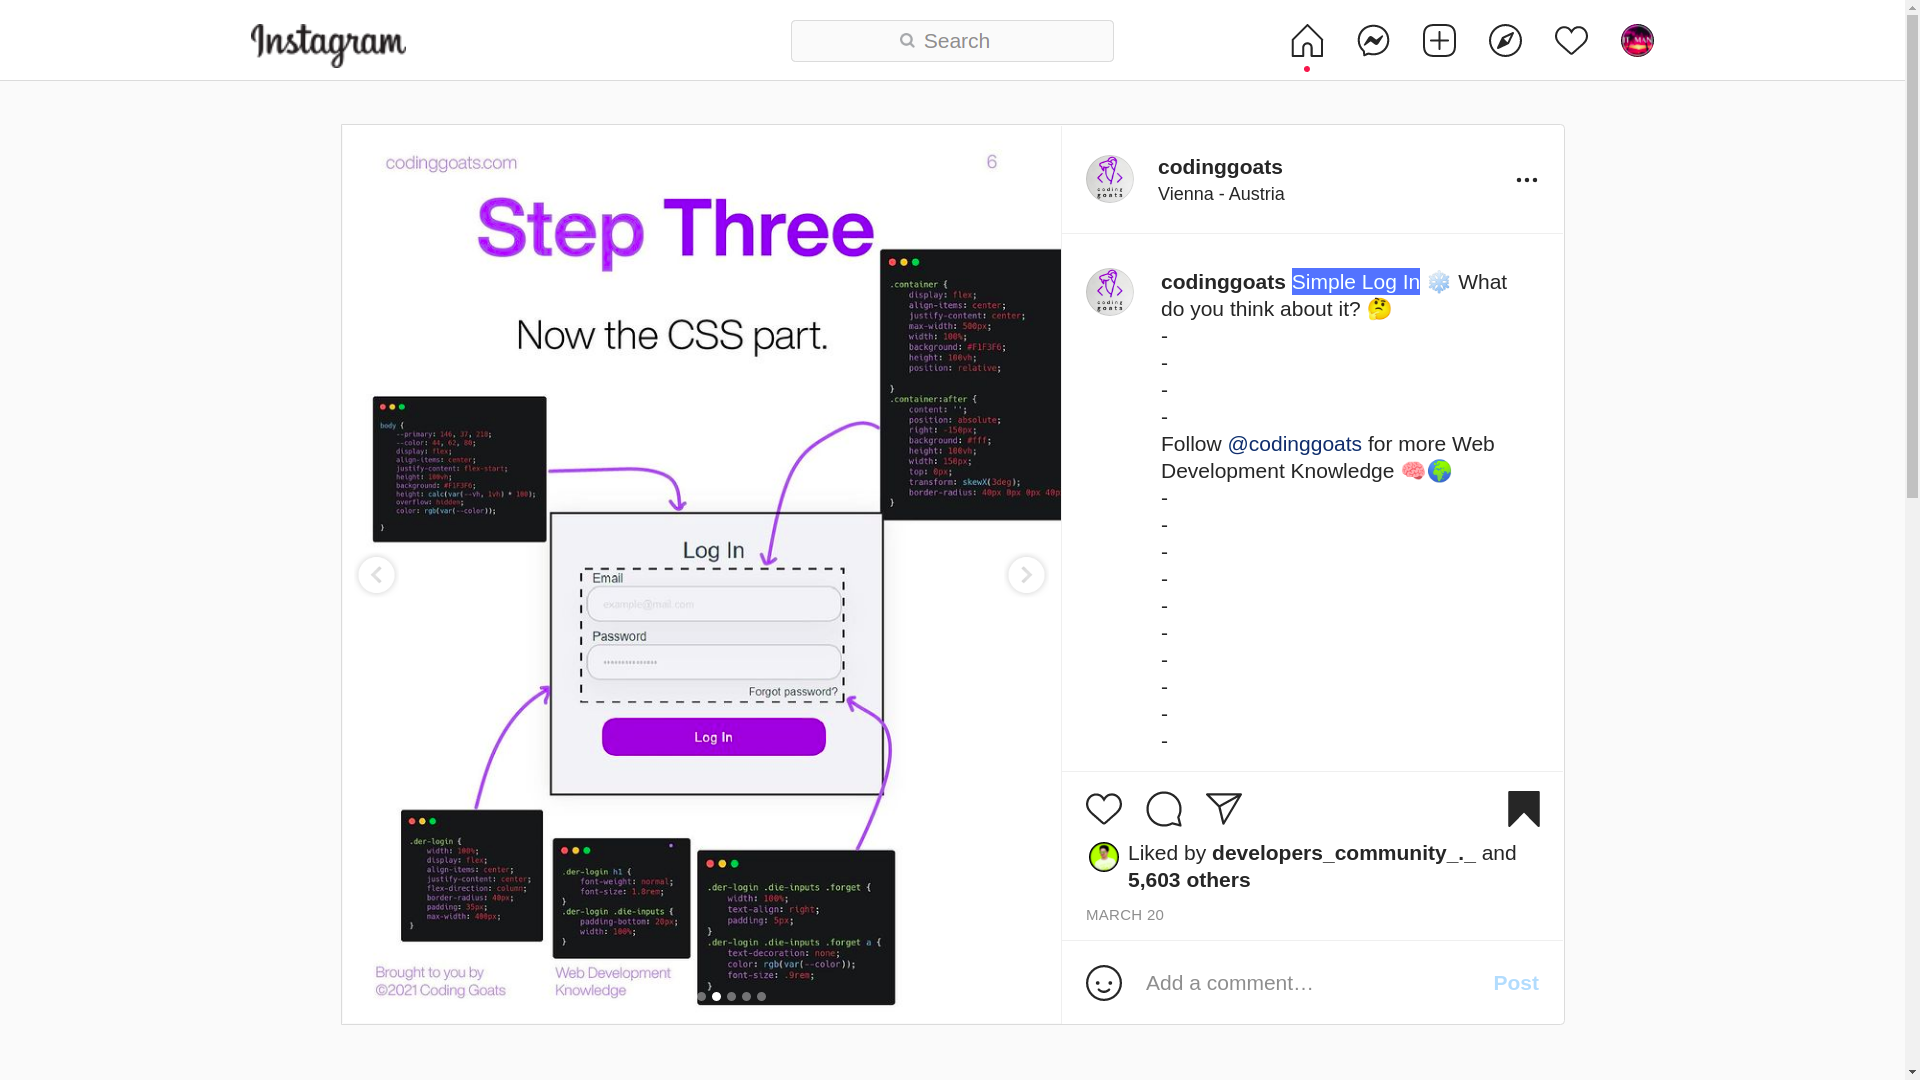 Instagram
Search
codinggoats.com
6
Step Three
Now the CSS part.
.container {
display: flex;
align-items: center;
justify-content: center;
max-width: 500px;
width: 100%;
background: #F1F3F6;
height: 100vh;
position: relative;
}
.container:after {
content: '';
position: absolute;
right: -150px;
background: #fff;
height: 100vh;
width: 150px;
top: 0px;
transform: skewX(3deg);
border-radius: 40px 0px 0px 40p
}
body {
--primary: 146, 37, 218;
--color: 44, 62, 80;
display: flex;
align-items: center;
justify-content: flex-start;
height: 100vh;
background: #F1F3F6;
height: calc(var(--vh, 1vh) * 100);
overflow: hidden;
color: rgb(var(--color));
}
Log In
Email
example@mail.com
Password
Forgot password?
Log In
.der-login {
width: 100%;
display: flex;
align-items: center;
justify-content: center;
flex-direction: column;
border-radius: 40px;
padding: 35px;
max-width: 400px;
}
.der-login h1 {
font-weight: normal;
font-size: 1.8rem;
}
.der-login .die-inputs {
padding-bottom: 20px;
width: 100%;
}
.der-login .die-inputs .forget {
width: 100%;
text-align: right;
padding: 5px;
}
.der-login .die-inputs .forget a {
text-decoration: none;
color: rgb(var(--color));
font-size: .9rem;
}
Brought to you by
©2021 Coding Goats
Web Development
Knowledge
codinggoats
Vienna - Austria
codinggoats Simple Log In ❄️ What
do you think about it? 🤔
-
-
-
-
Follow @codinggoats for more Web
Development Knowledge 🧠🌍
-
-
-
-
-
-
-
-
-
-
Liked by developers_community_._ and
5,603 others
MARCH 20
Add a comment…
Post